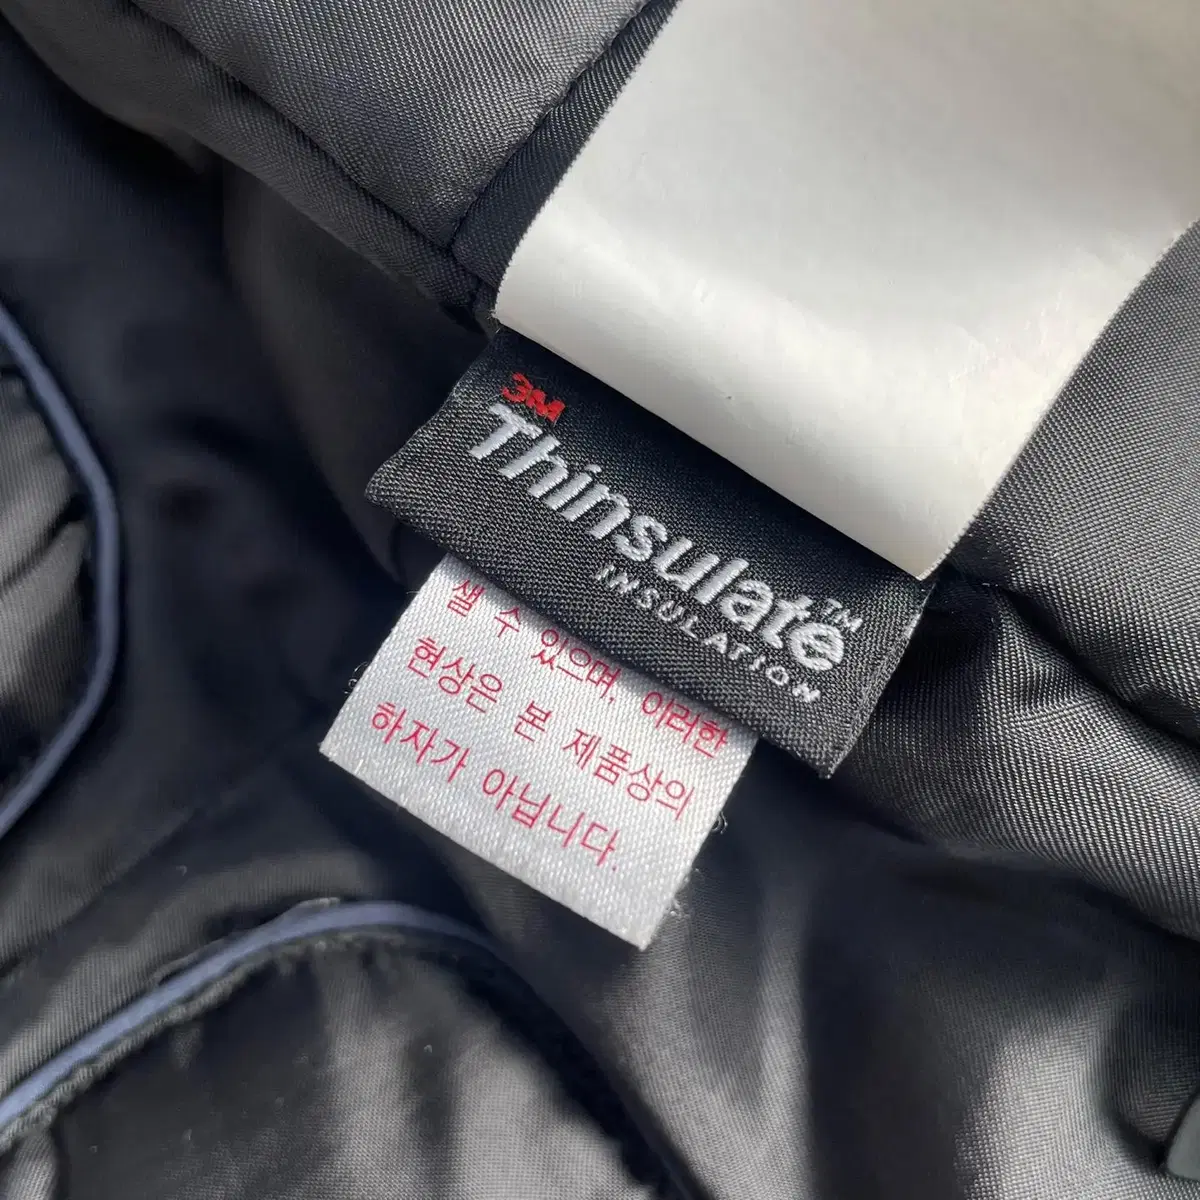 3M
Thinsulate™
INSULATION
샐 수 있으며, 이러한
현상은 본 제품상의
하자가 아닙니다.